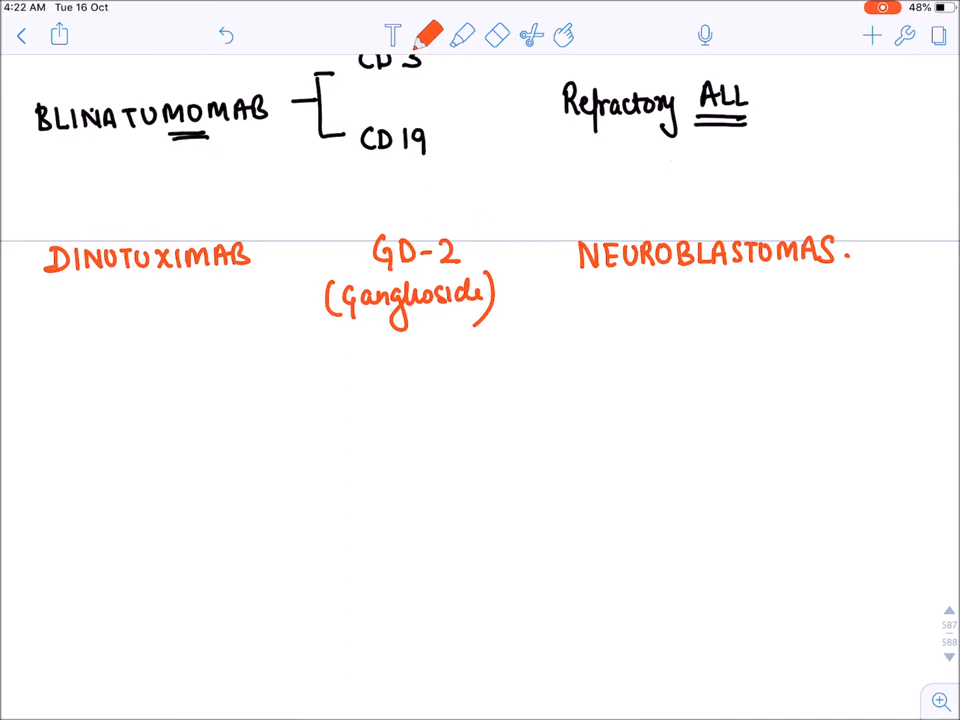 4:22 AM Tue 16 Oct
48%
T
CD 3
BLINATUMOMAB
Refractory ALL
CD 19
DINUTUXIMAB GD-2 NEUROBLASTOMAS.
(Ganglioside)
587
588